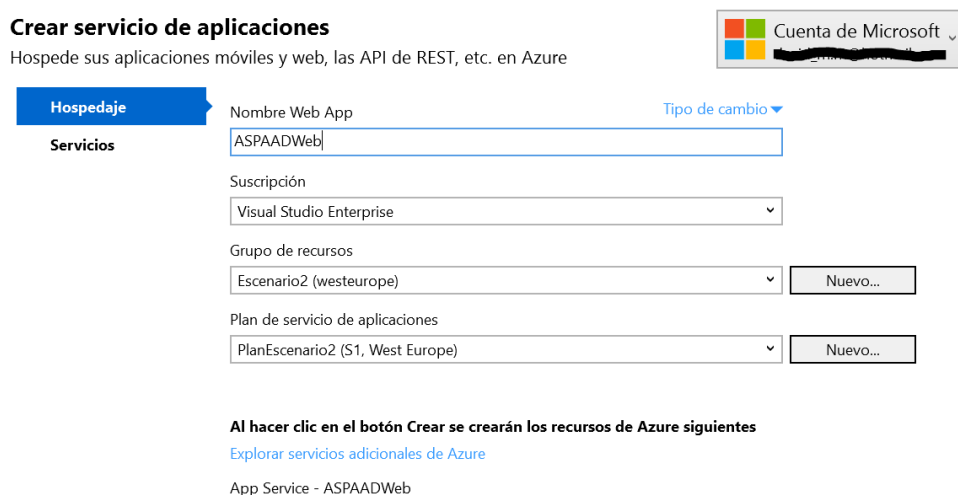 Crear servicio de aplicaciones
Hospede sus aplicaciones móviles y web, las API de REST, etc. en Azure
Cuenta de Microsoft
Hospedaje
Servicios
Nombre Web App
Tipo de cambio
ASPAADWeb
Suscripción
Visual Studio Enterprise
Grupo de recursos
Escenario2 (westeurope)
Nuevo...
Plan de servicio de aplicaciones
PlanEscenario2 (S1, West Europe)
Nuevo...
Al hacer clic en el botón Crear se crearán los recursos de Azure siguientes
Explorar servicios adicionales de Azure
App Service - ASPAADWeb